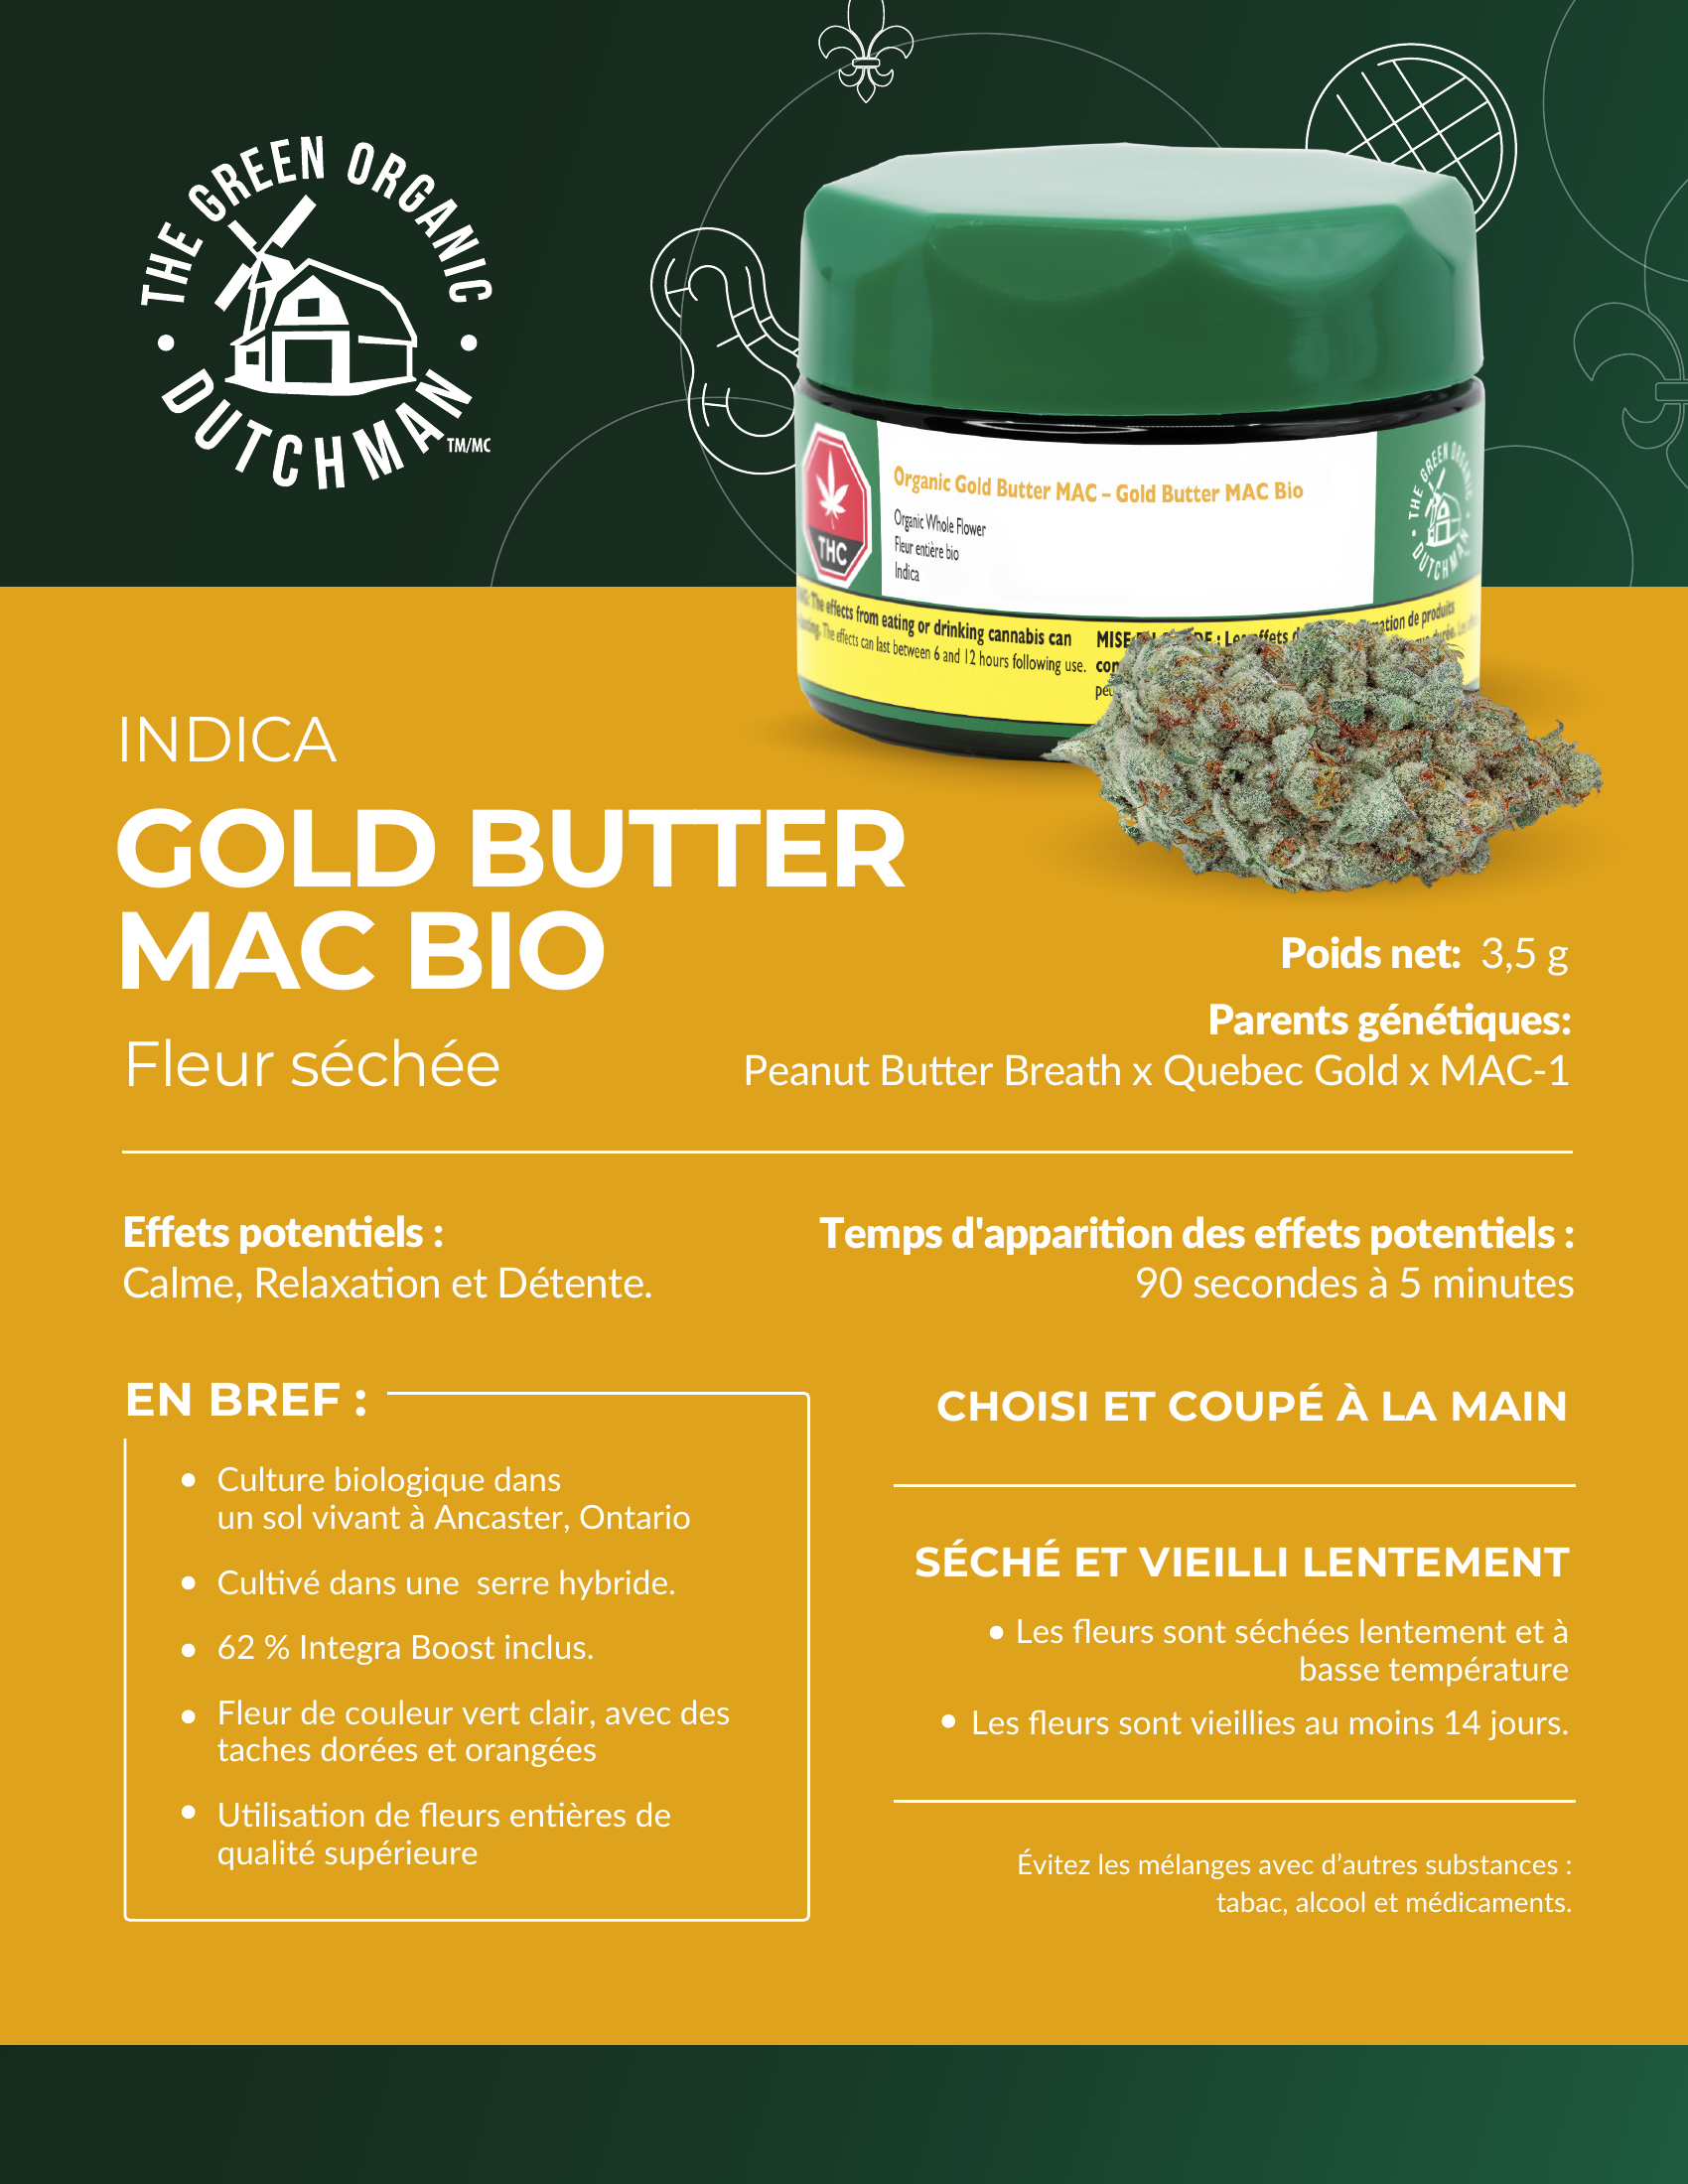 THE GREEN ORGANIC
DUTCHMAN
TM/MC
THC
Organic Gold Butter MAC – Gold Butter MAC Bio
Organic Whole Flower
Fleur entière bio
Indica
THE GREEN ORGANIC
DUTCHMAN
The effects from eating or drinking cannabis can
The effects can last between 6 and 12 hours following use.
MISE
de produits
INDICA
GOLD BUTTER
MAC BIO
Fleur séchée
Poids net: 3,5 g
Parents génétiques:
Peanut Butter Breath x Quebec Gold x MAC-1
Effets potentiels :
Calme, Relaxation et Détente.
Temps d'apparition des effets potentiels :
90 secondes à 5 minutes
EN BREF :
• Culture biologique dans
un sol vivant à Ancaster, Ontario
• Cultivé dans une  serre hybride.
• 62 % Integra Boost inclus.
• Fleur de couleur vert clair, avec des
taches dorées et orangées
• Utilisation de fleurs entières de
qualité supérieure
CHOISI ET COUPÉ À LA MAIN
SÉCHÉ ET VIEILLI LENTEMENT
• Les fleurs sont séchées lentement et à
basse température
• Les fleurs sont vieillies au moins 14 jours.
Évitez les mélanges avec d’autres substances :
tabac, alcool et médicaments.